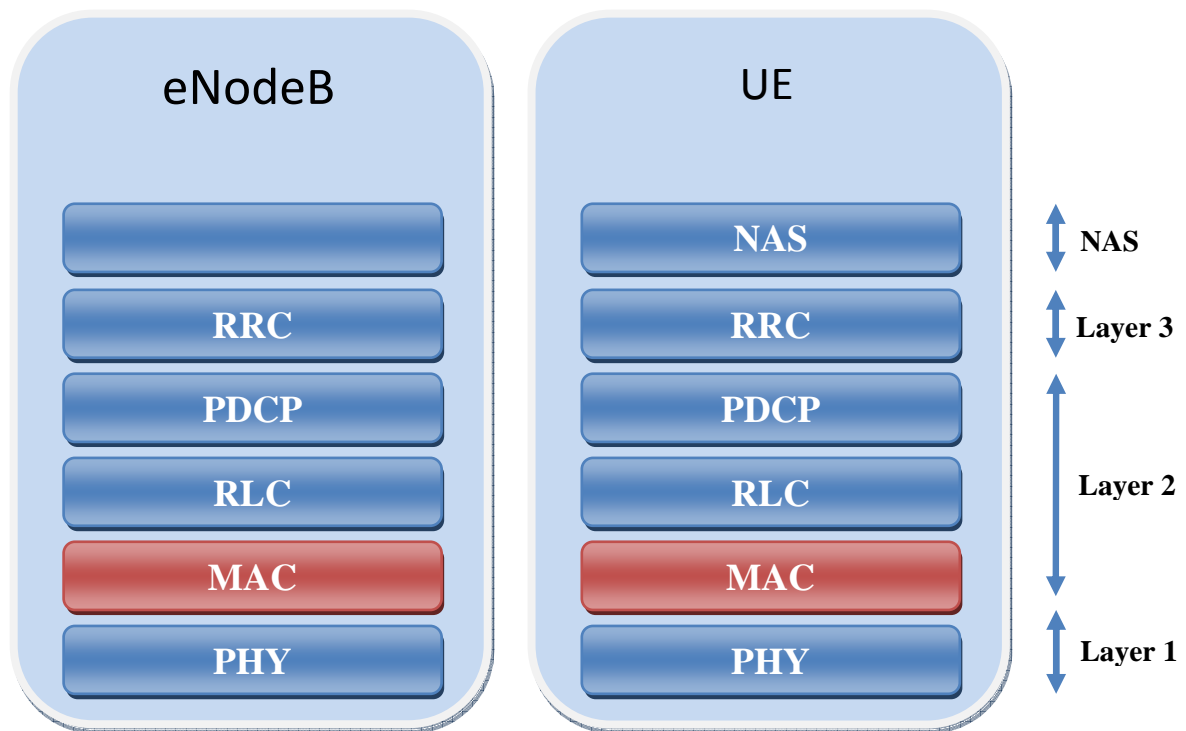 eNodeB
RRC
PDCP
RLC
MAC
PHY
UE
NAS
RRC
PDCP
RLC
MAC
PHY
NAS
Layer 3
Layer 2
Layer 1